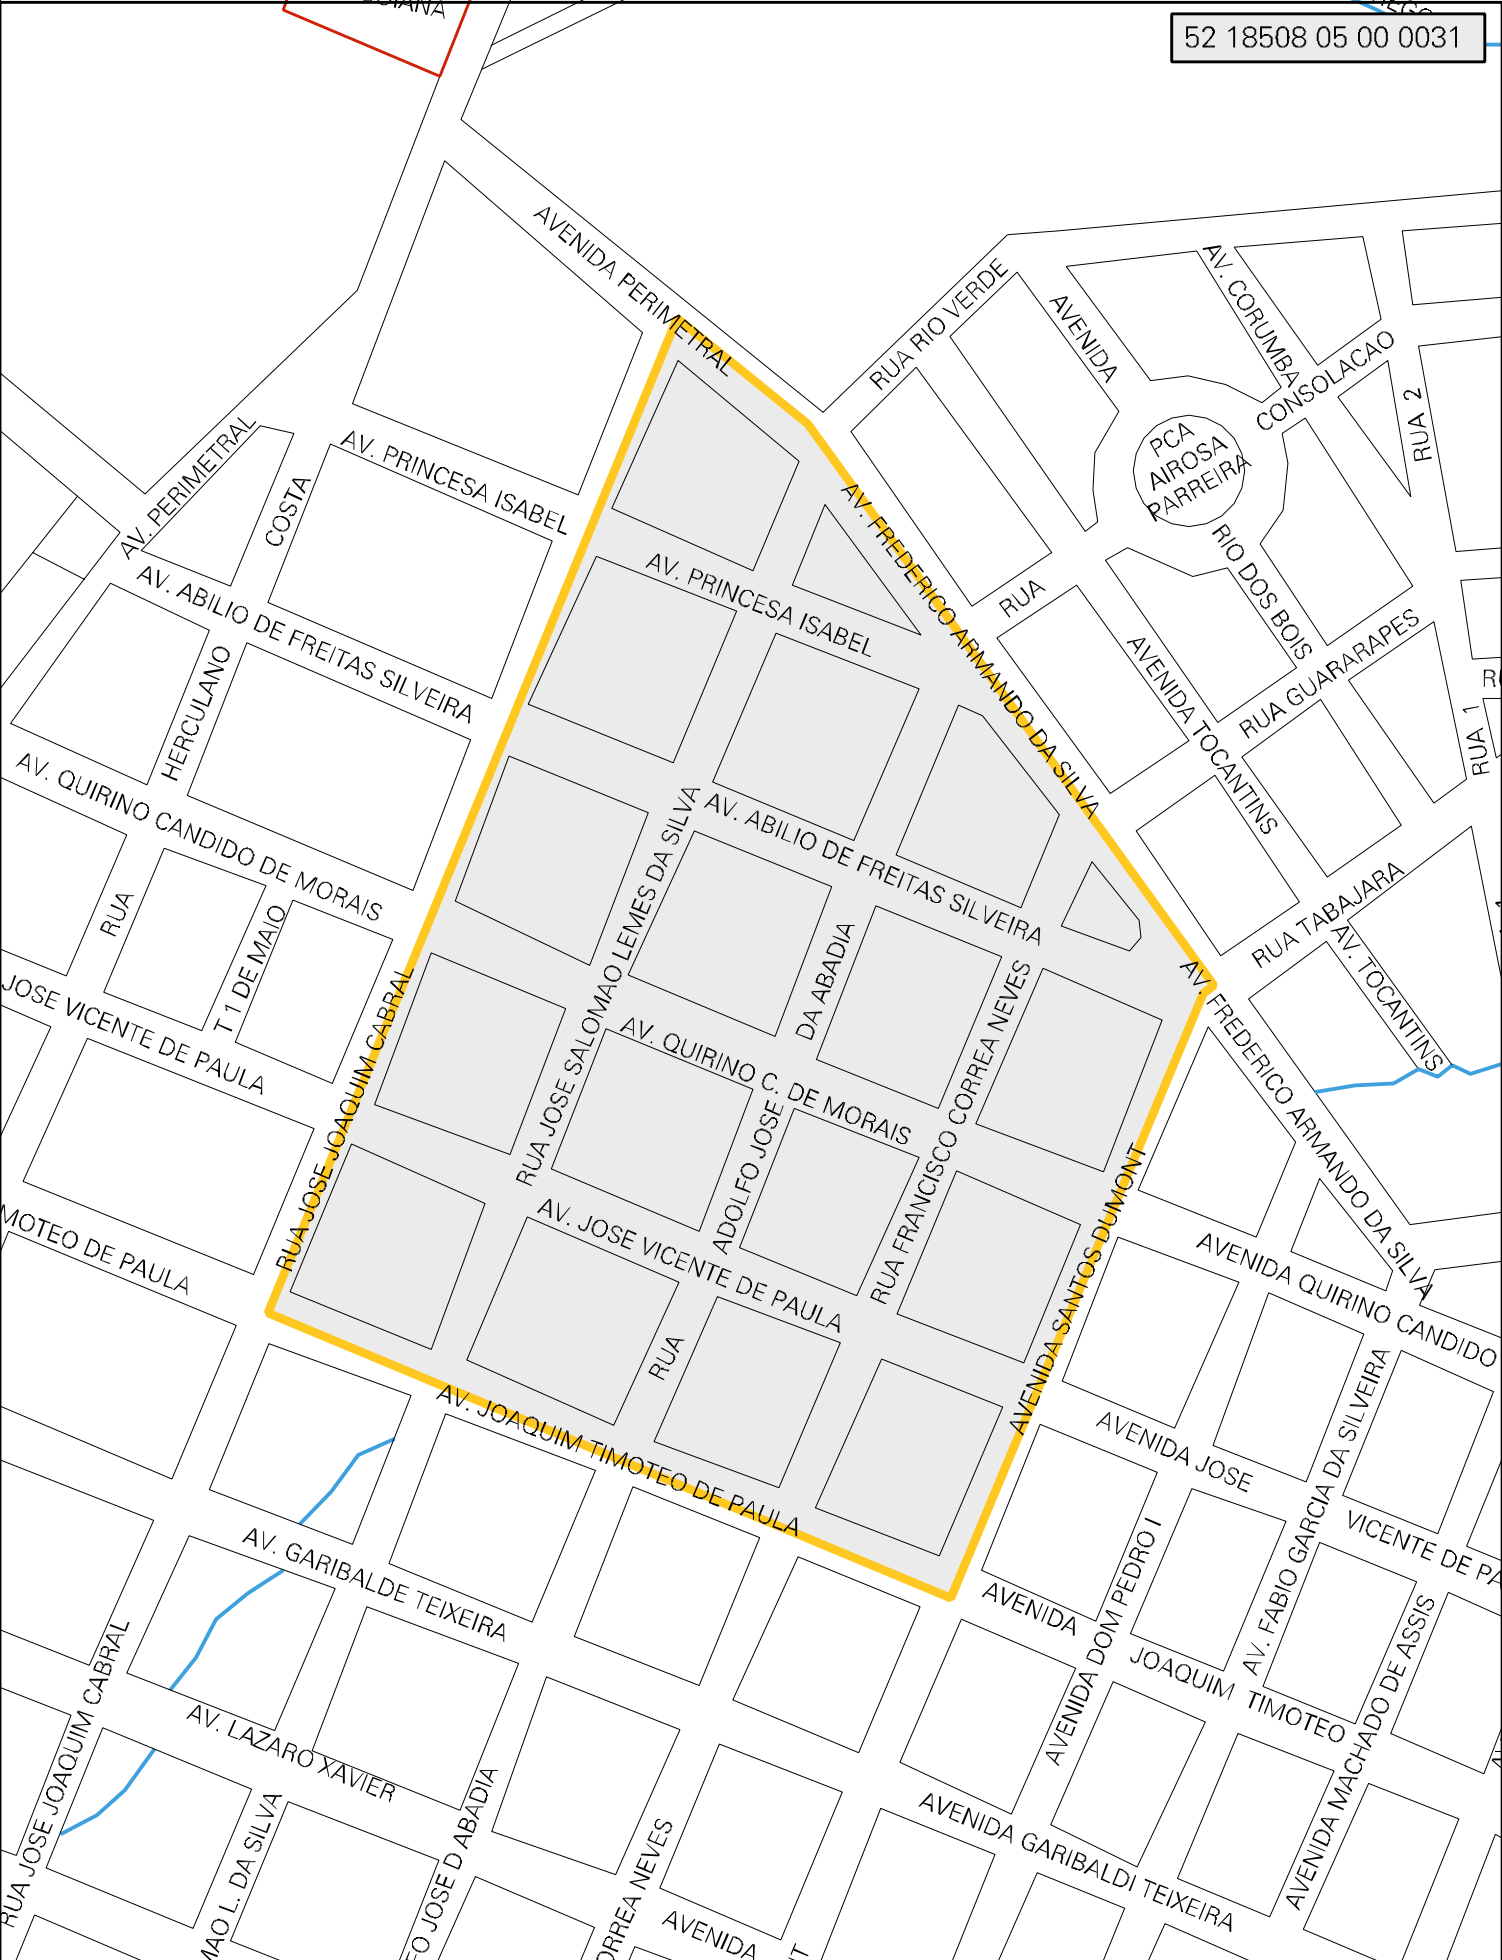 52 18508 05 00 0031
AVENIDA PERIMETRAL
RUA RIO VERDE
AVENIDA
AV. CORUMBA
CONSOLACAO
RUA 2
PCA
AIROSA
PARREIRA
AV. PERIMETRAL
COSTA
AV. PRINCESA ISABEL
AV. FREDERICO ARMANDO DA SILVA
RIO DOS BOIS
RUA
AV. PRINCESA ISABEL
AV. ABILIO DE FREITAS SILVEIRA
HERCULANO
AVENIDA TOCANTINS
RUA GUARARAPES
RUA 1
AV. QUIRINO CANDIDO DE MORAIS
RUA JOSE SALOMAO LEMES DA SILVA
AV. ABILIO DE FREITAS SILVEIRA
RUA
T 1 DE MAIO
RUA TABAJARA
AV. TOCANTINS
DA ABADIA
RUA FRANCISCO CORREA NEVES
AV. FREDERICO ARMANDO DA SILVA
JOSE VICENTE DE PAULA
RUA JOSE JOAQUIM CABRAL
AV. QUIRINO C. DE MORAIS
ADOLFO JOSE
AVENIDA SANTOS DUMONT
MOTEO DE PAULA
AV. JOSE VICENTE DE PAULA
AVENIDA QUIRINO CANDIDO
RUA
AV. JOAQUIM TIMOTEO DE PAULA
AVENIDA JOSE
AV. FABIO GARCIA DA SILVEIRA
VICENTE DE PA
AV. GARIBALDE TEIXEIRA
AVENIDA
AVENIDA DOM PEDRO I
JOAQUIM TIMOTEO
AVENIDA MACHADO DE ASSIS
RUA JOSE JOAQUIM CABRAL
AV. LAZARO XAVIER
MAO L. DA SILVA
FO JOSE D ABADIA
ORREA NEVES
AVENIDA GARIBALDI TEIXEIRA
AVENIDA